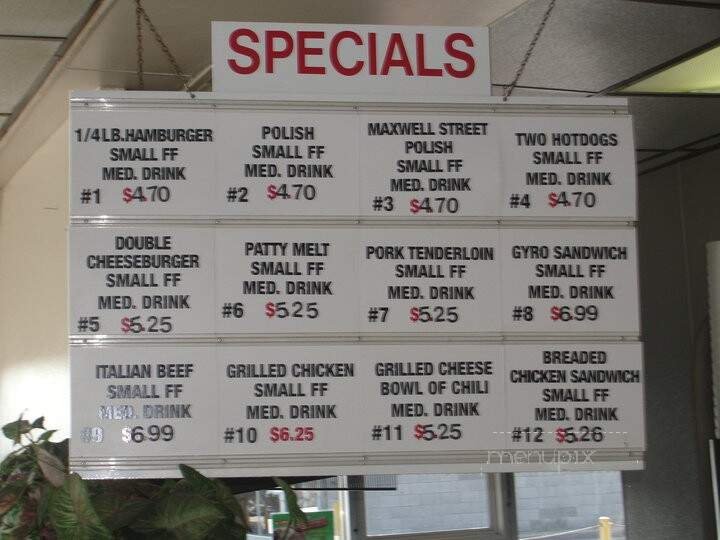 SPECIALS
1/4LB.HAMBURGER
SMALL FF
MED. DRINK
#1 $4.70
POLISH
SMALL FF
MED. DRINK
#2 $4.70
MAXWELL STREET
POLISH
SMALL FF
MED. DRINK
#3 $4.70
TWO HOTDOGS
SMALL FF
MED. DRINK
#4 $4.70
DOUBLE
CHEESEBURGER
SMALL FF
MED. DRINK
#5 $5.25
PATTY MELT
SMALL FF
MED. DRINK
#6 $5.25
PORK TENDERLOIN
SMALL FF
MED. DRINK
#7 $5.25
GYRO SANDWICH
SMALL FF
MED. DRINK
#8 $6.99
ITALIAN BEEF
SMALL FF
MED. DRINK
#9 $6.99
GRILLED CHICKEN
SMALL FF
MED. DRINK
#10 $6.25
GRILLED CHEESE
BOWL OF CHILI
MED. DRINK
#11 $5.25
BREADED
CHICKEN SANDWICH
SMALL FF
MED. DRINK
#12 $5.26
menupix